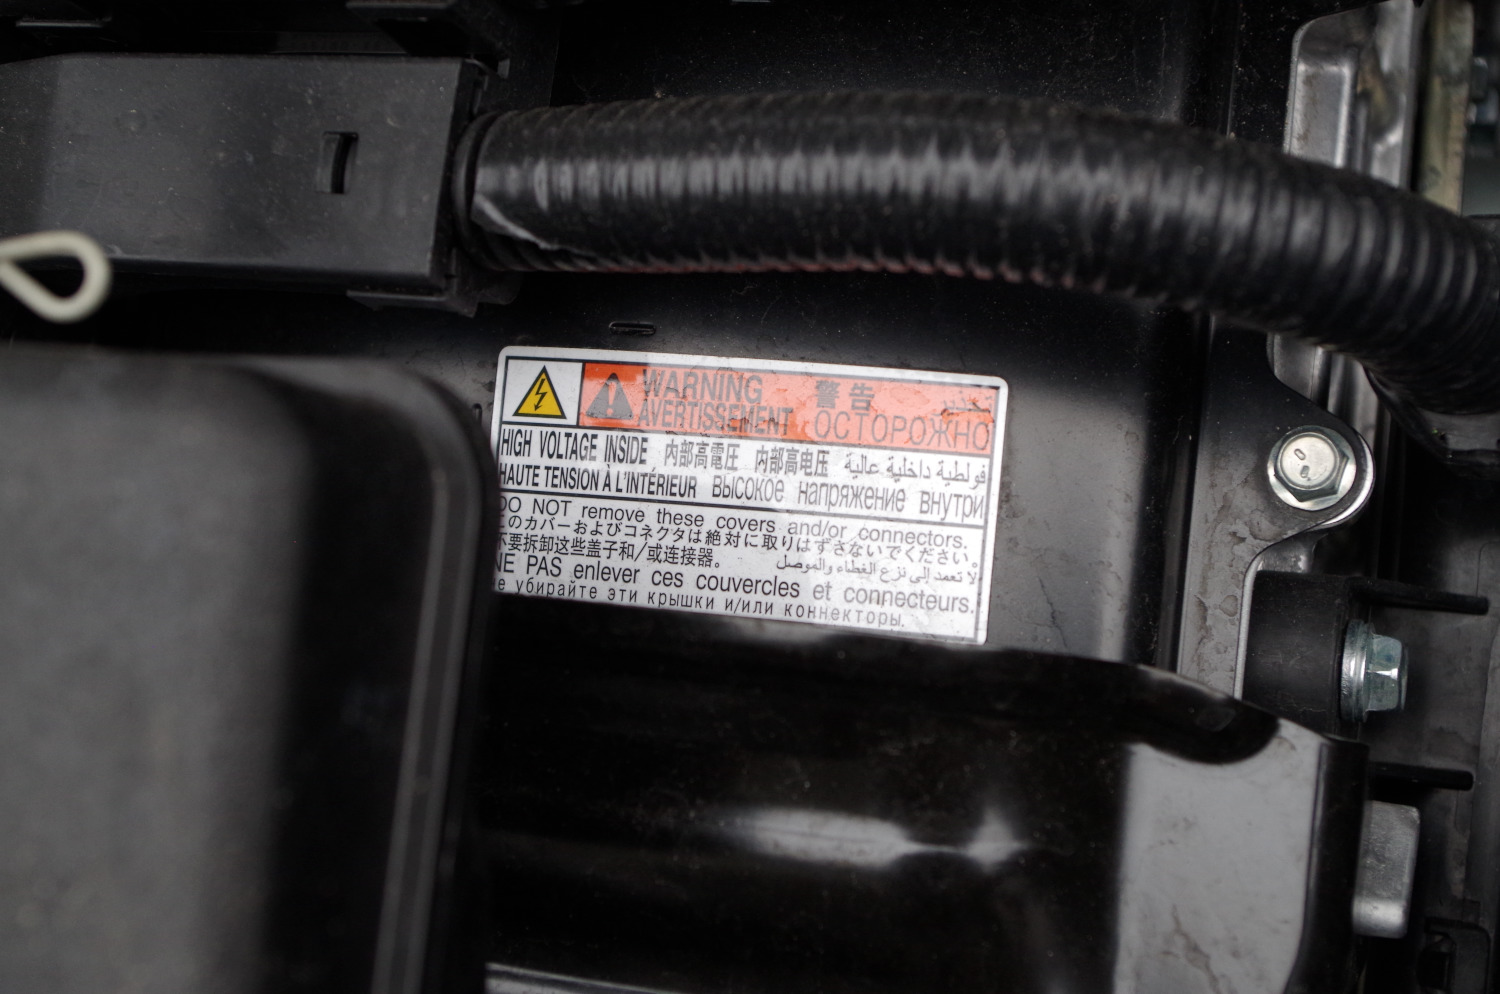 WARNING 警告 تحذير
AVERTISSEMENT ОСТОРОЖНО
HIGH VOLTAGE INSIDE 内部高電圧 内部高电压 فولطية داخلية عالية
HAUTE TENSION À L'INTÉRIEUR ВЫСОКОЕ напряжение внутри
DO NOT remove these covers and/or connectors.
このカバーおよびコネクタは絶対に取りはずさないでください。
不要拆卸这些盖子和/或连接器。 لا تعمد إلى نزع الغطاء والموصل
NE PAS enlever ces couvercles et connecteurs.
е убирайте эти крышки и/или коннекторы.